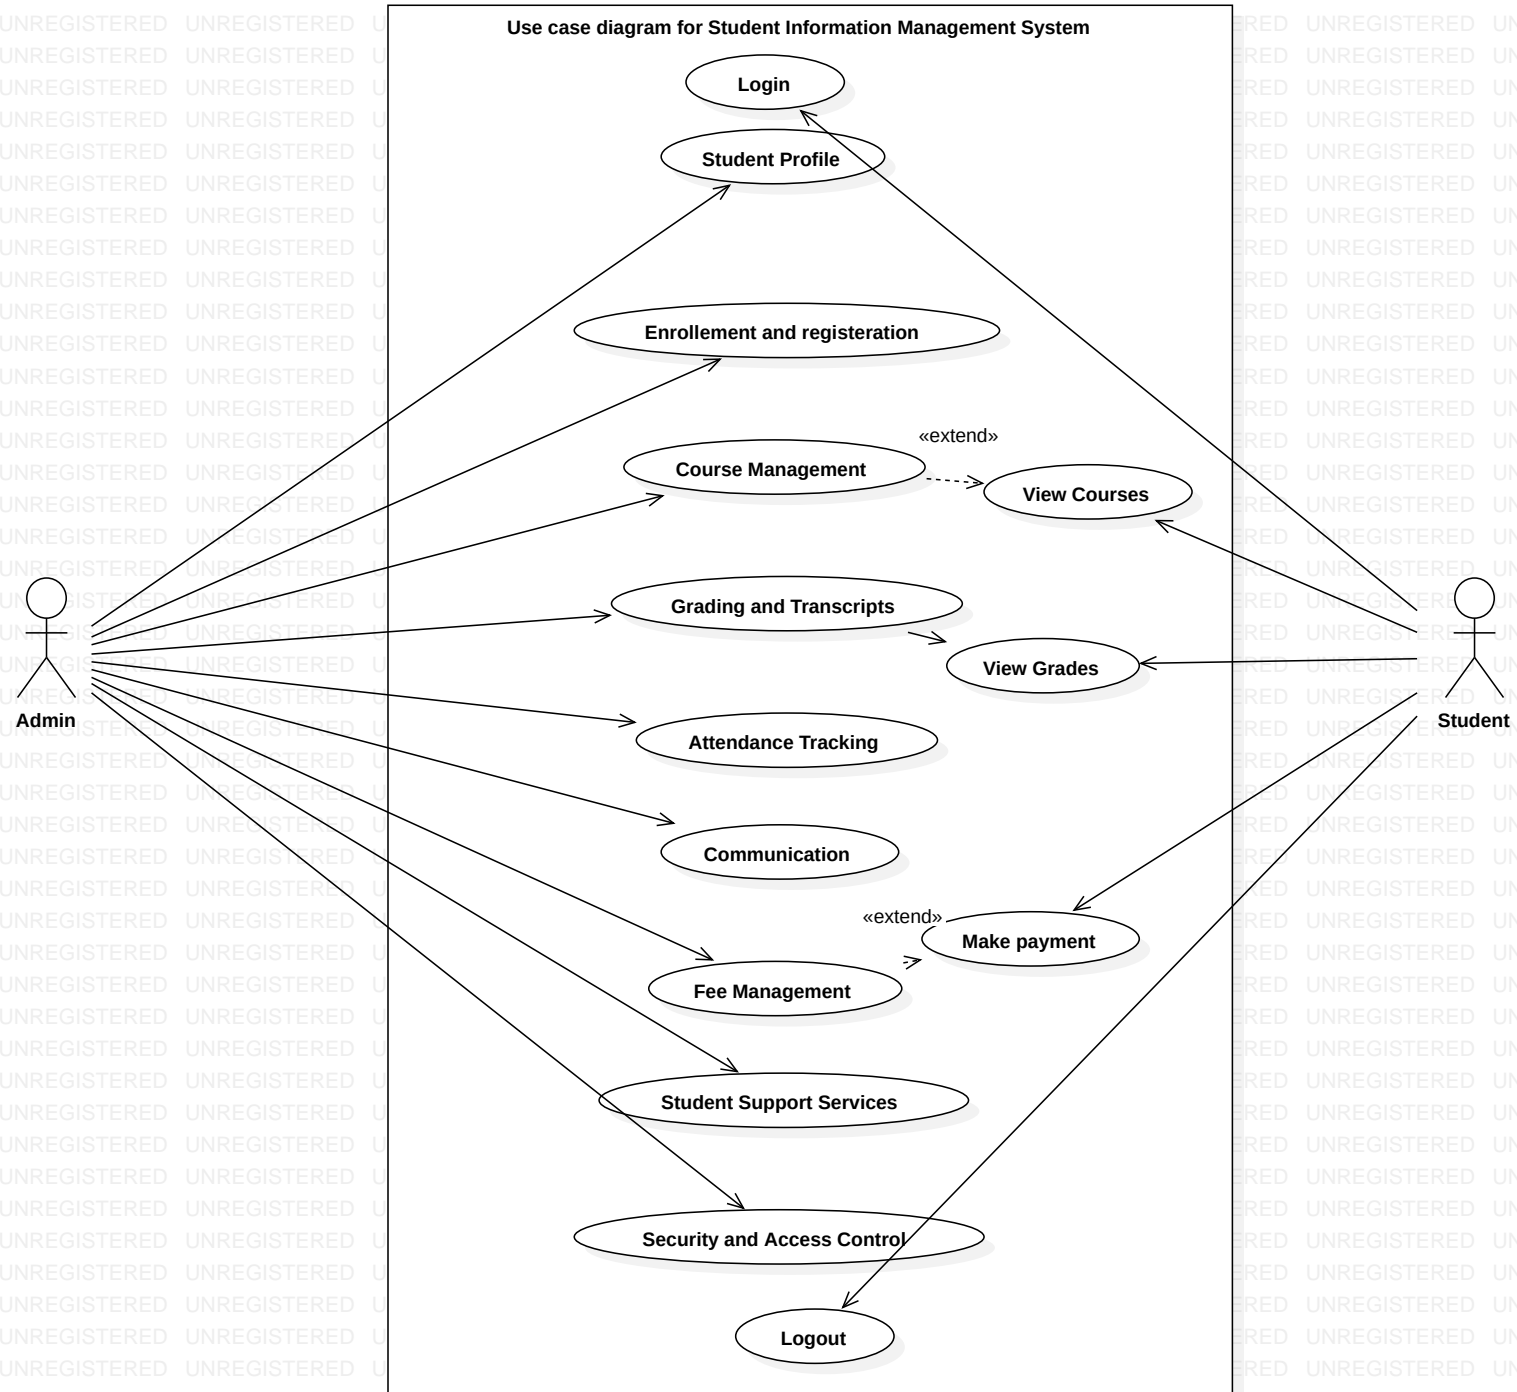 Use case diagram for Student Information Management System
Login
Student Profile
Enrollement and registeration
«extend»
Course Management
View Courses
Grading and Transcripts
View Grades
Admin
Student
Attendance Tracking
Communication
«extend»
Make payment
Fee Management
Student Support Services
Security and Access Control
Logout
UNREGISTERED